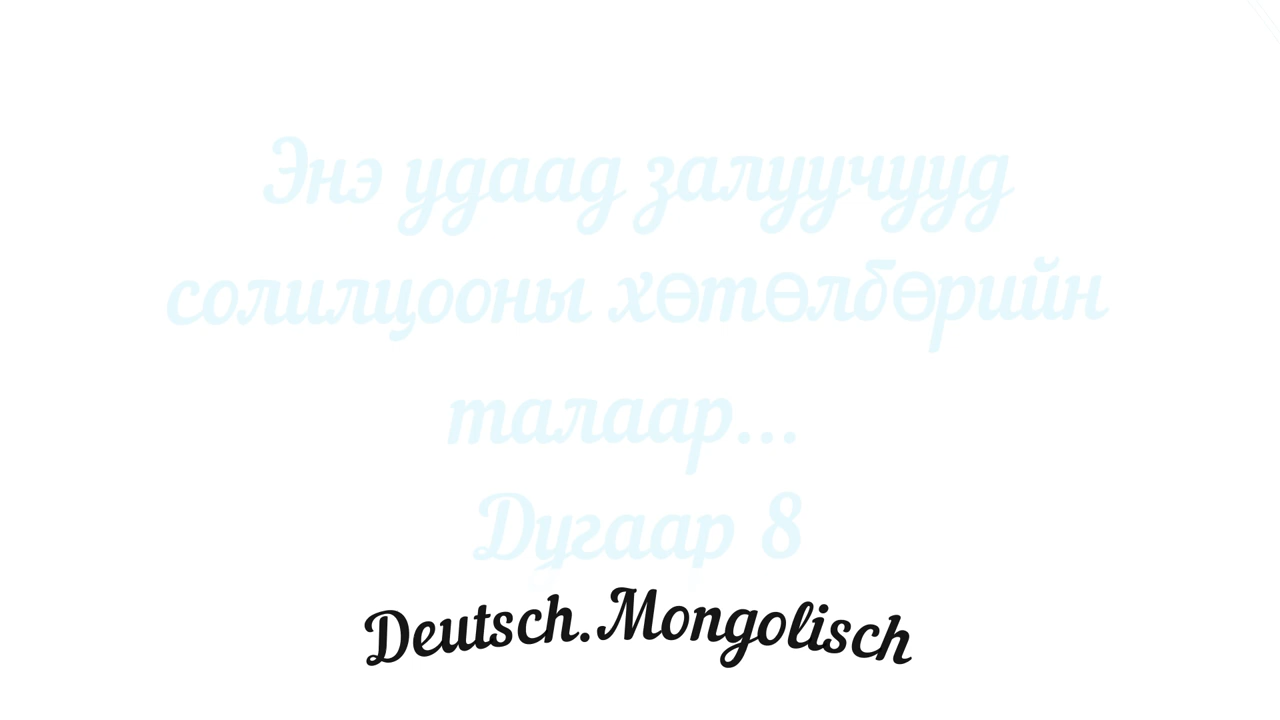 Энэ удаад залуучууд
солилцооны хөтөлбөрийн
талаар...
Дугаар 8
Deutsch.Mongolisch